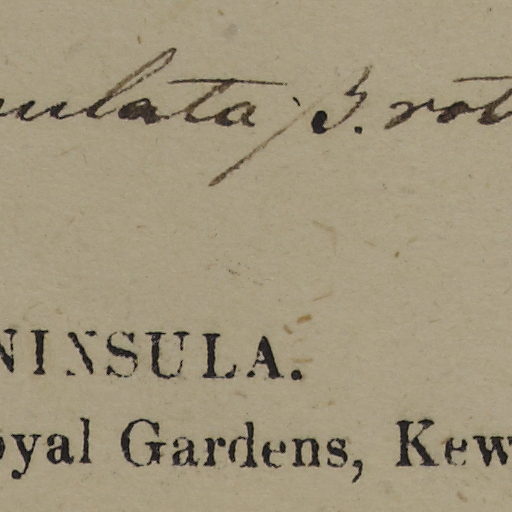 ulata β. rot
NINSULA.
oyal Gardens, Kew